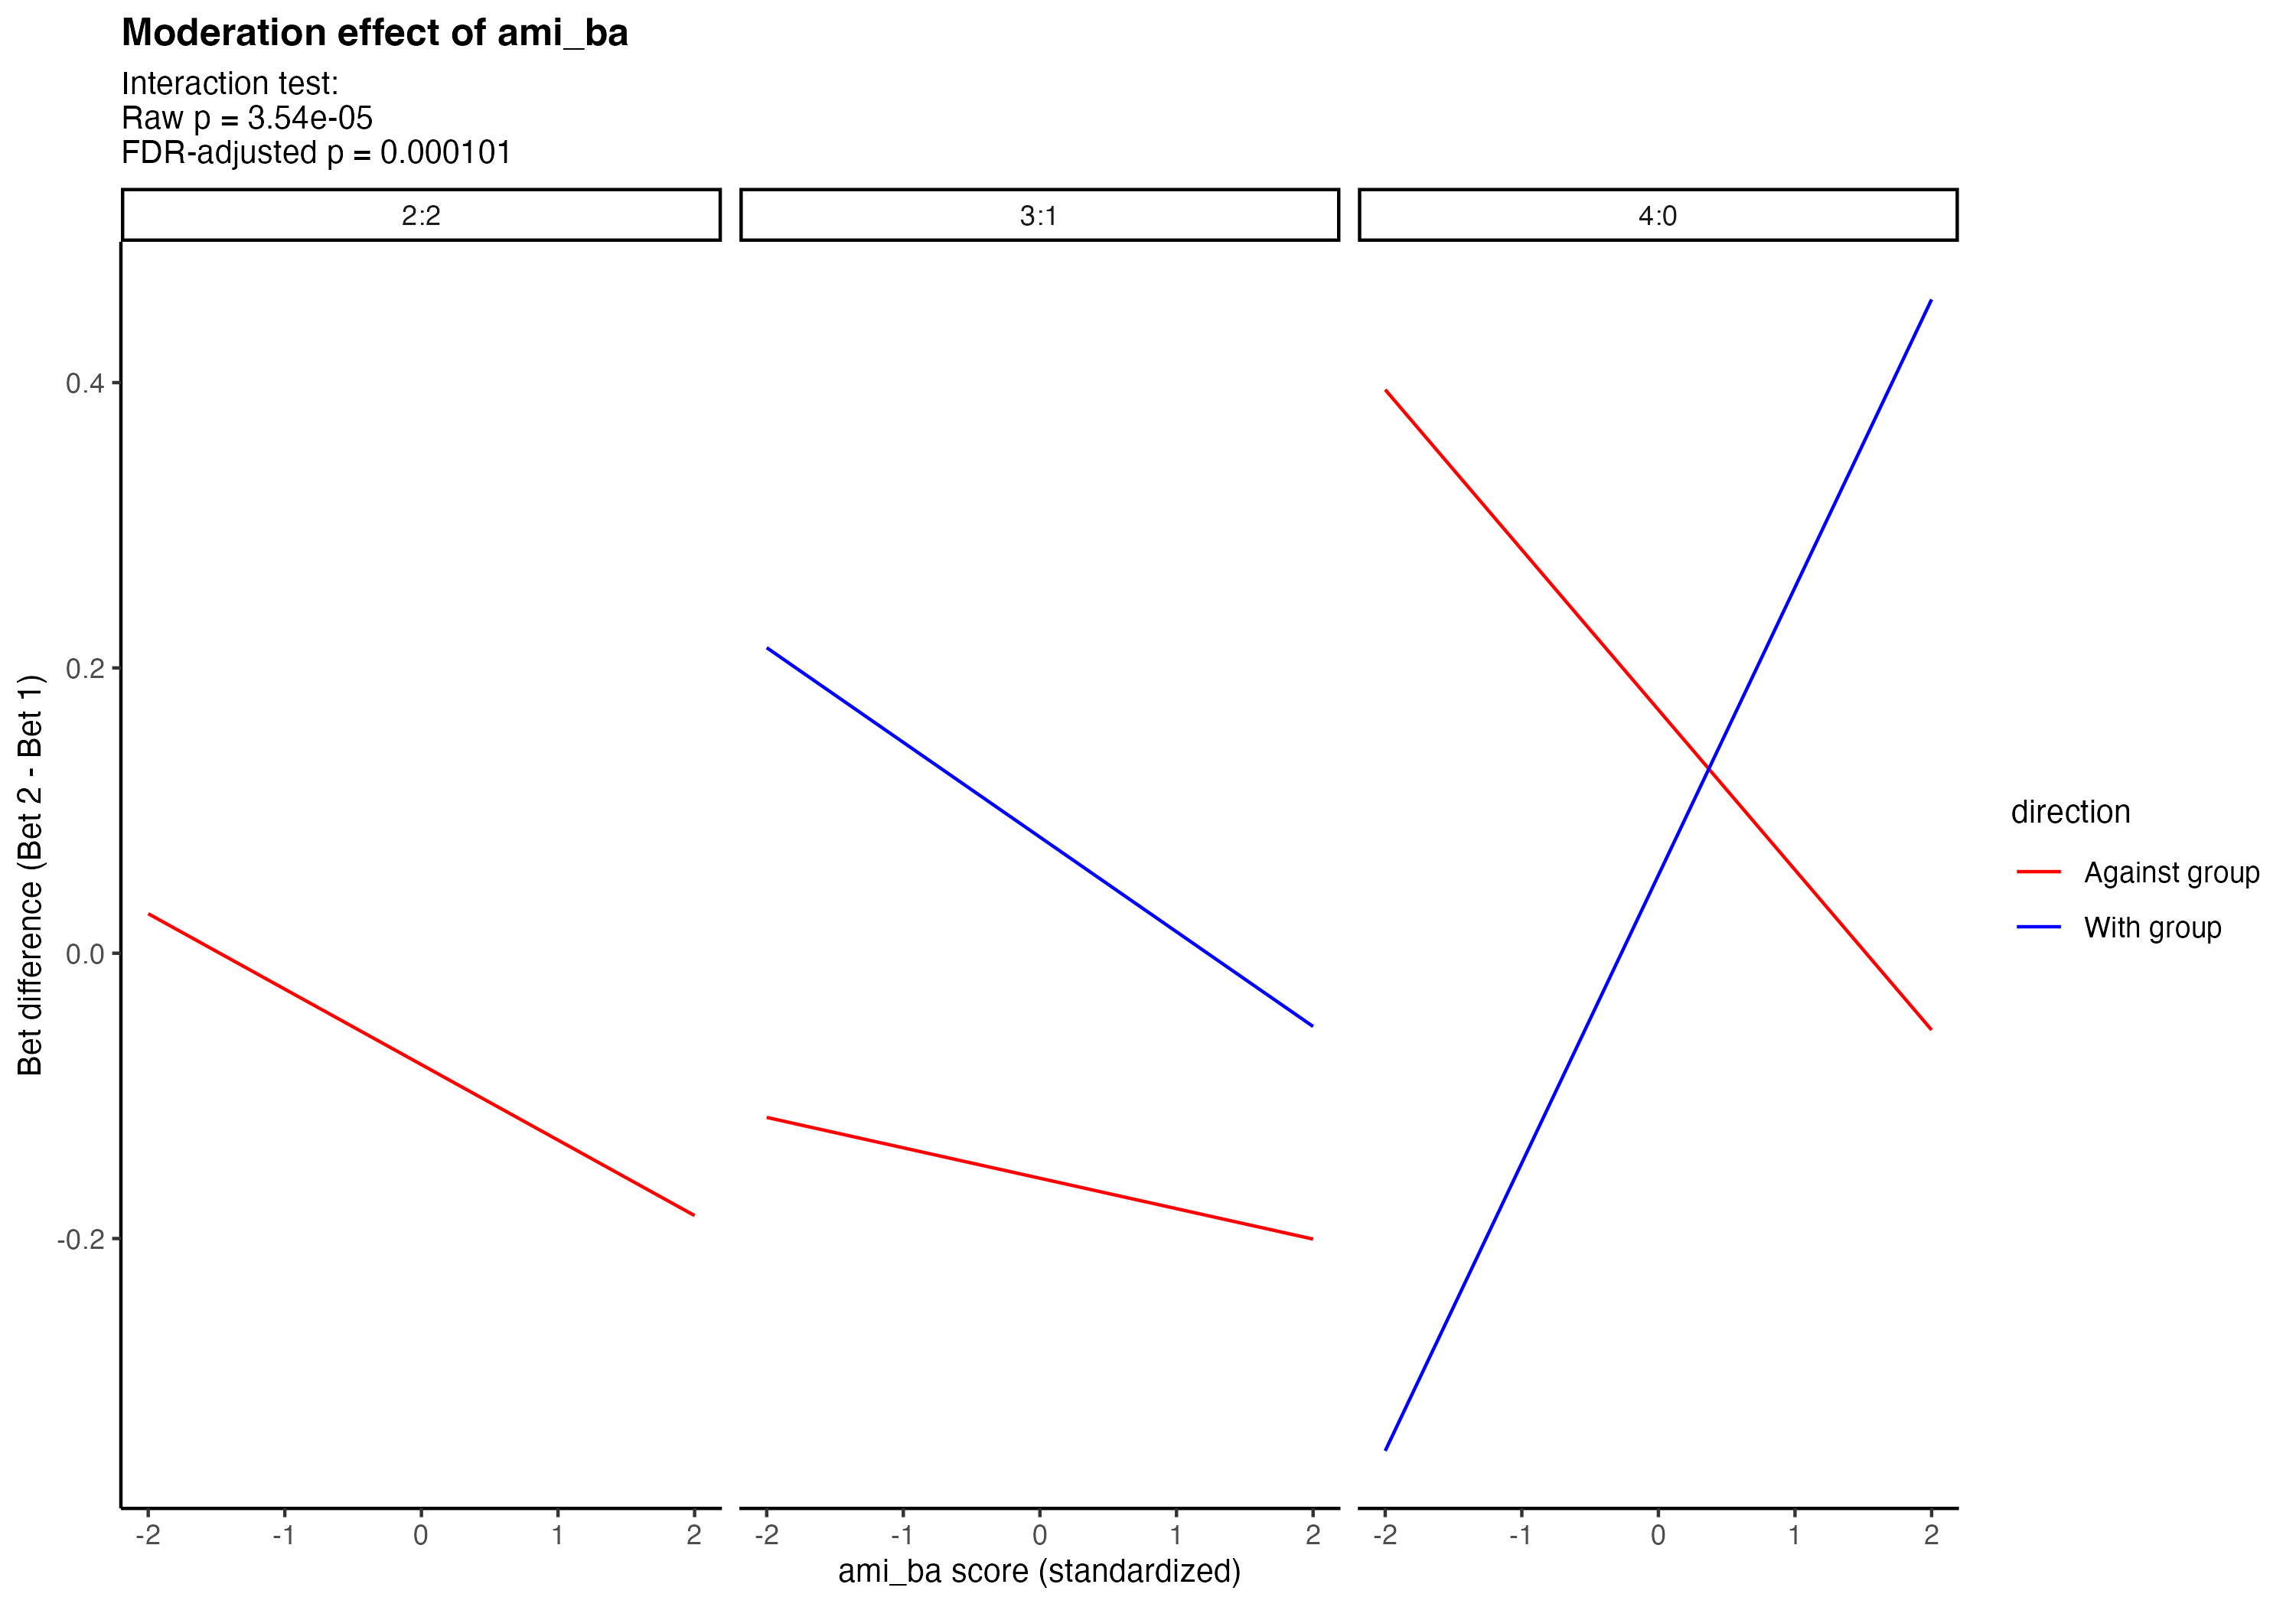 Moderation effect of ami_ba
Interaction test:
Raw p = 3.54e-05
FDR-adjusted p = 0.000101
2:2
3:1
4:0
Bet difference (Bet 2 - Bet 1)
0.4
0.2
0.0
-0.2
-2 -1 0 1 2
-2 -1 0 1 2
-2 -1 0 1 2
ami_ba score (standardized)
direction
Against group
With group